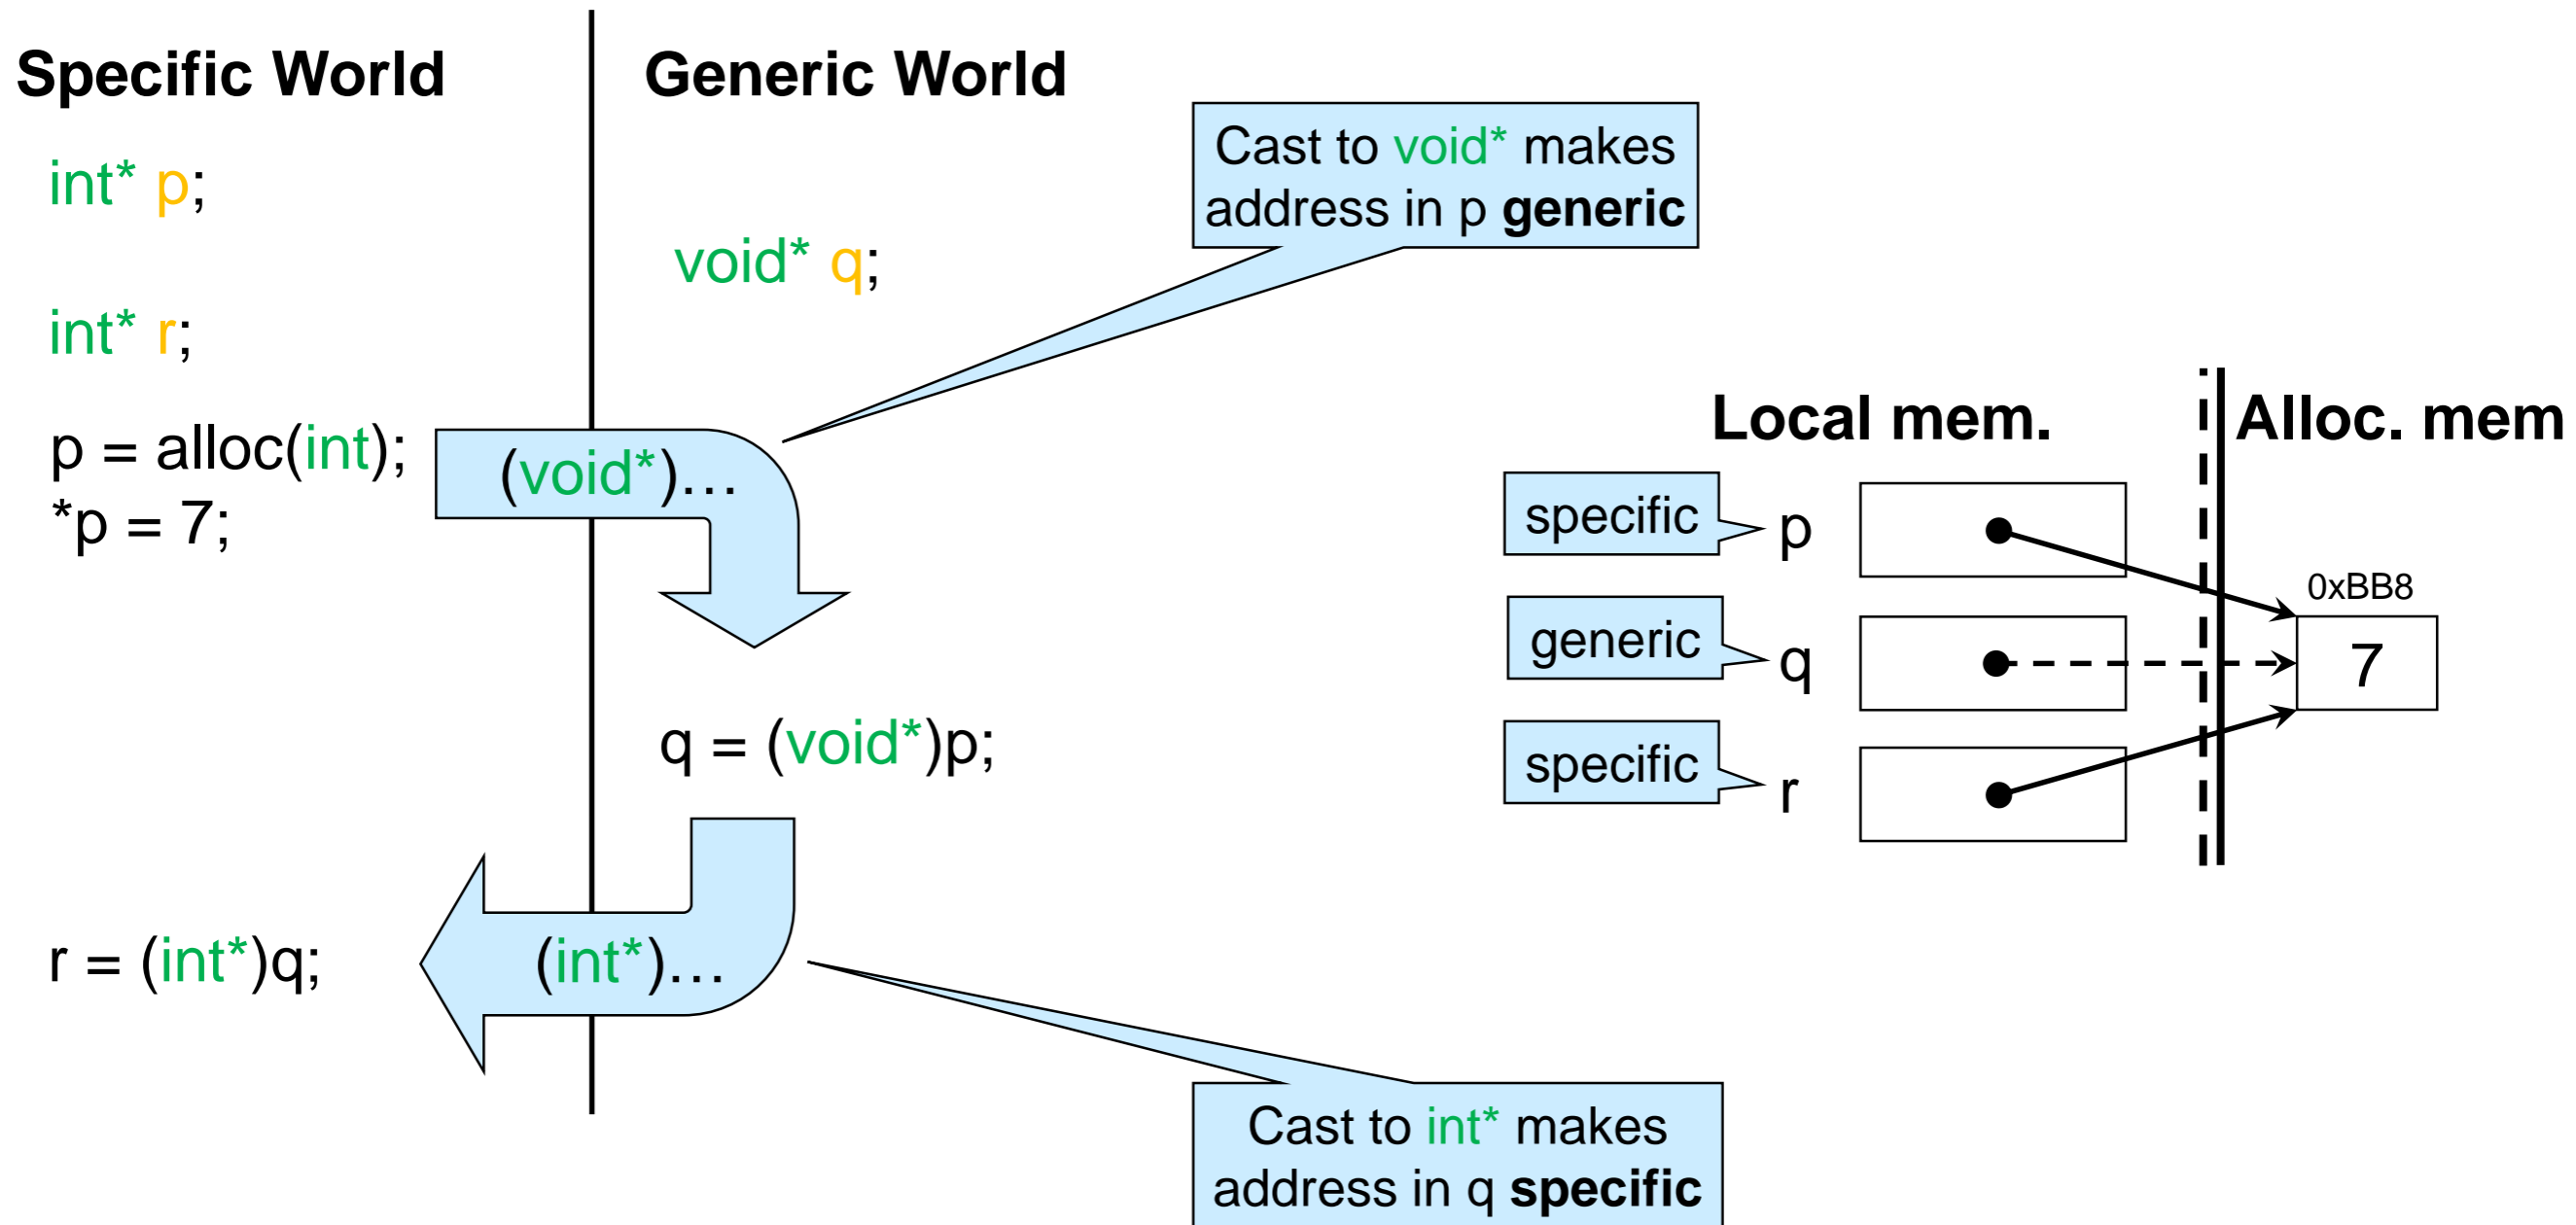 Specific World
Generic World
int* p;
void* q;
int* r;
p = alloc(int);
*p = 7;
(void*)…
Cast to void* makes
address in p generic
q = (void*)p;
r = (int*)q;
(int*)…
Cast to int* makes
address in q specific
Local mem.
Alloc. mem
specific
p
0xBB8
generic
q
7
specific
r